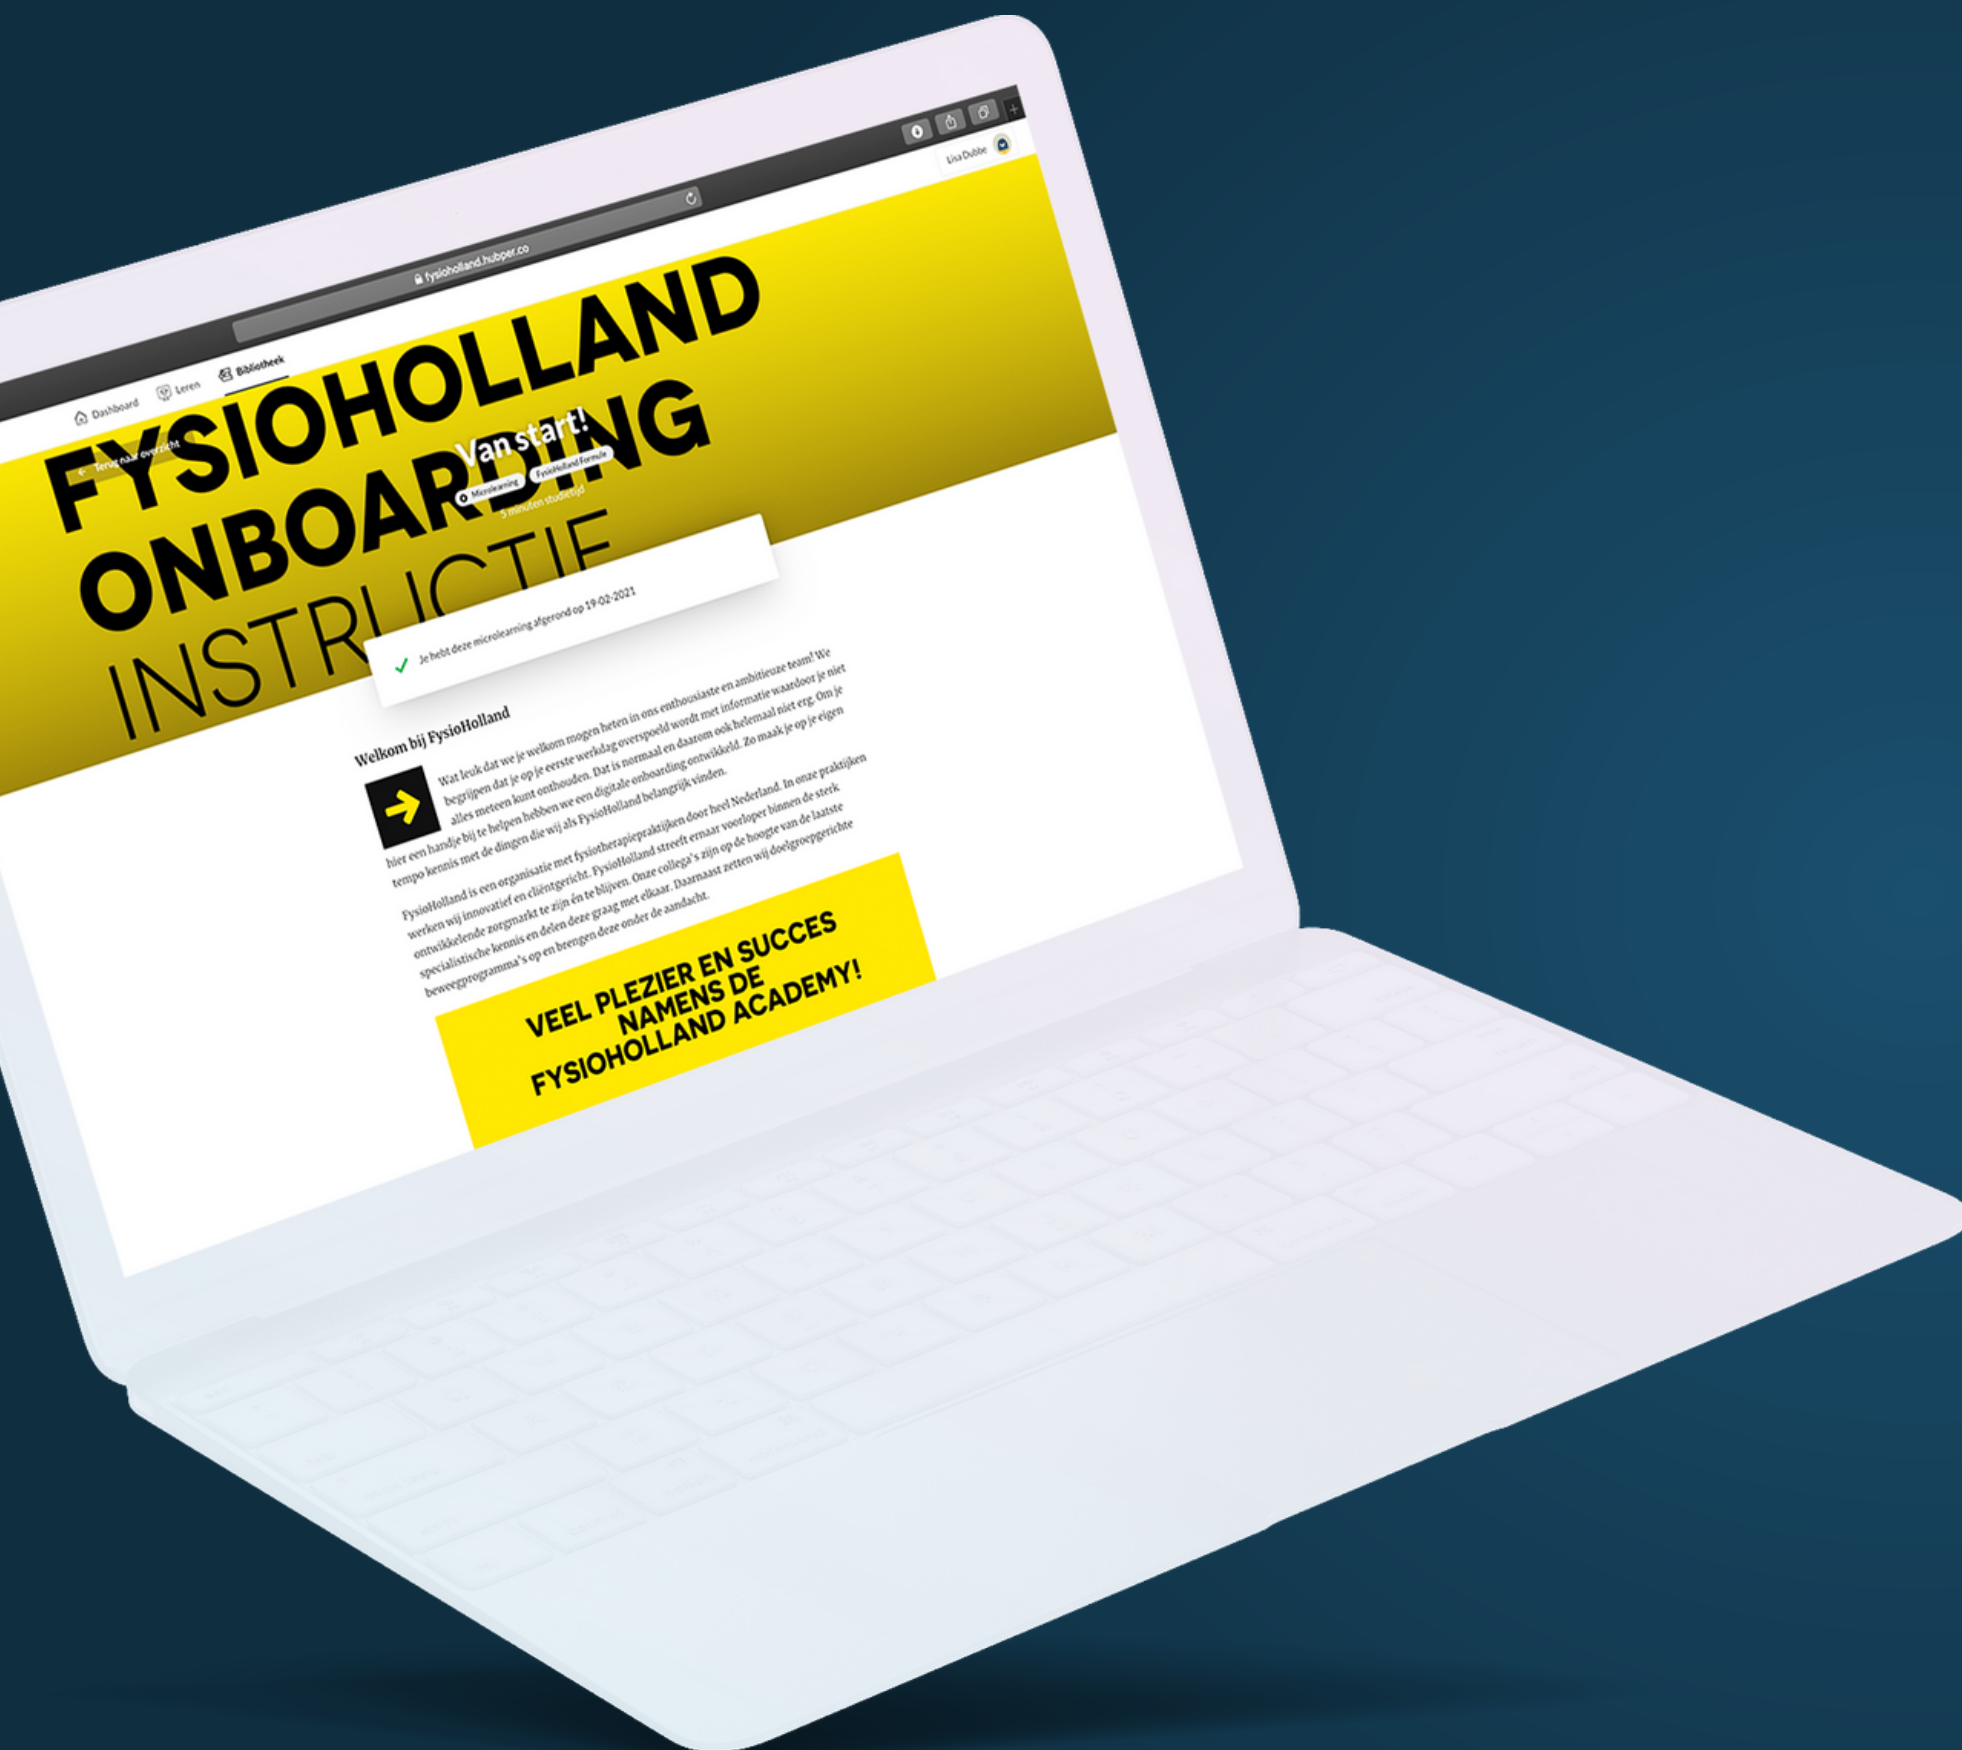 fysioholland.hubper.co
Lisa Dubbe
Dashboard
Leren
Bibliotheek
Terug naar overzicht
FYSIOHOLLAND
ONBOARDING
INSTRUCTIE
Van start!
Microlearning
FysioHolland Formule
5 minuten studietijd
Je hebt deze microlearning afgerond op 19-02-2021
Welkom bij FysioHolland
Wat leuk dat we je welkom mogen heten in ons enthousiaste en ambitieuze team! We
begrijpen dat je op je eerste werkdag overspoeld wordt met informatie waardoor je niet
alles meteen kunt onthouden. Dat is normaal en daarom ook helemaal niet erg. Om je
hier een handje bij te helpen hebben we een digitale onboarding ontwikkeld. Zo maak je op je eigen
tempo kennis met de dingen die wij als FysioHolland belangrijk vinden.
FysioHolland is een organisatie met fysiotherapiepraktijken door heel Nederland. In onze praktijken
werken wij innovatief en cliëntgericht. FysioHolland streeft ernaar voorloper binnen de sterk
ontwikkelende zorgmarkt te zijn én te blijven. Onze collega's zijn op de hoogte van de laatste
specialistische kennis en delen deze graag met elkaar. Daarnaast zetten wij doelgroepgerichte
beweegprogramma's op en brengen deze onder de aandacht.
VEEL PLEZIER EN SUCCES
NAMENS DE
FYSIOHOLLAND ACADEMY!